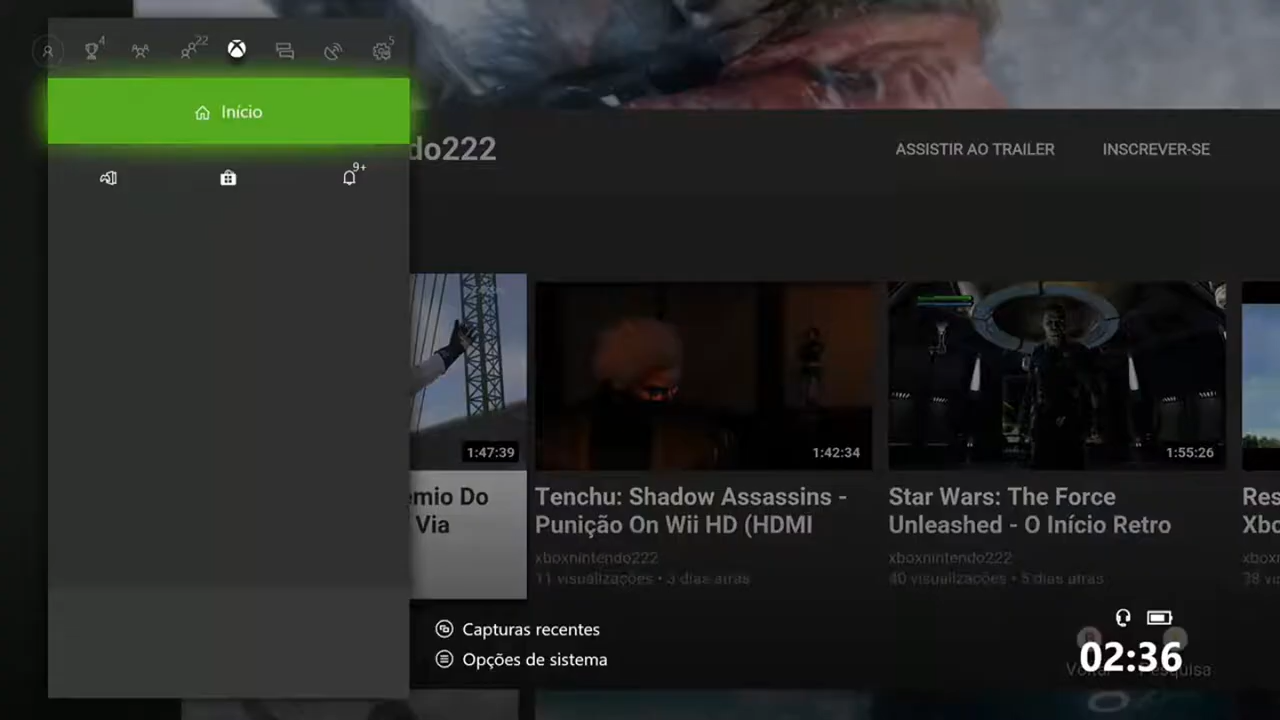 4
22
5
Início
9+
do222
ASSISTIR AO TRAILER
INSCREVER-SE
1:47:39
1:42:34
1:55:26
emio Do
Via
Tenchu: Shadow Assassins -
Punição On Wii HD (HDMI
xboxnintendo222
11 visualizações • 3 dias atrás
Star Wars: The Force
Unleashed - O Início Retro
xboxnintendo222
40 visualizações • 5 dias atrás
Res
Xbo
xboxn
38 vi
Capturas recentes
Opções de sistema
02:36